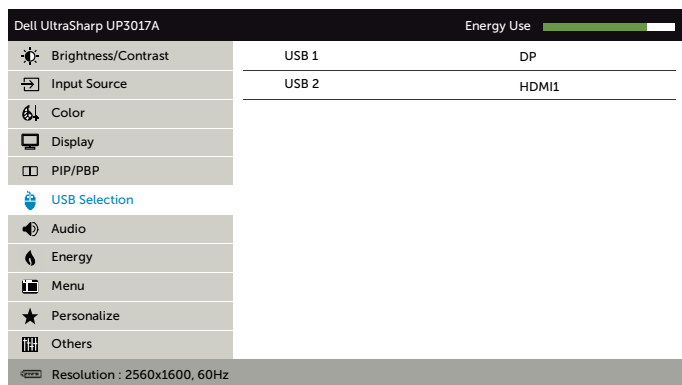 Dell UltraSharp UP3017A Energy Use
Brightness/Contrast USB 1 DP
Input Source USB 2 HDMI1
Color
Display
PIP/PBP
USB Selection
Audio
Energy
Menu
Personalize
Others
Resolution : 2560x1600, 60Hz